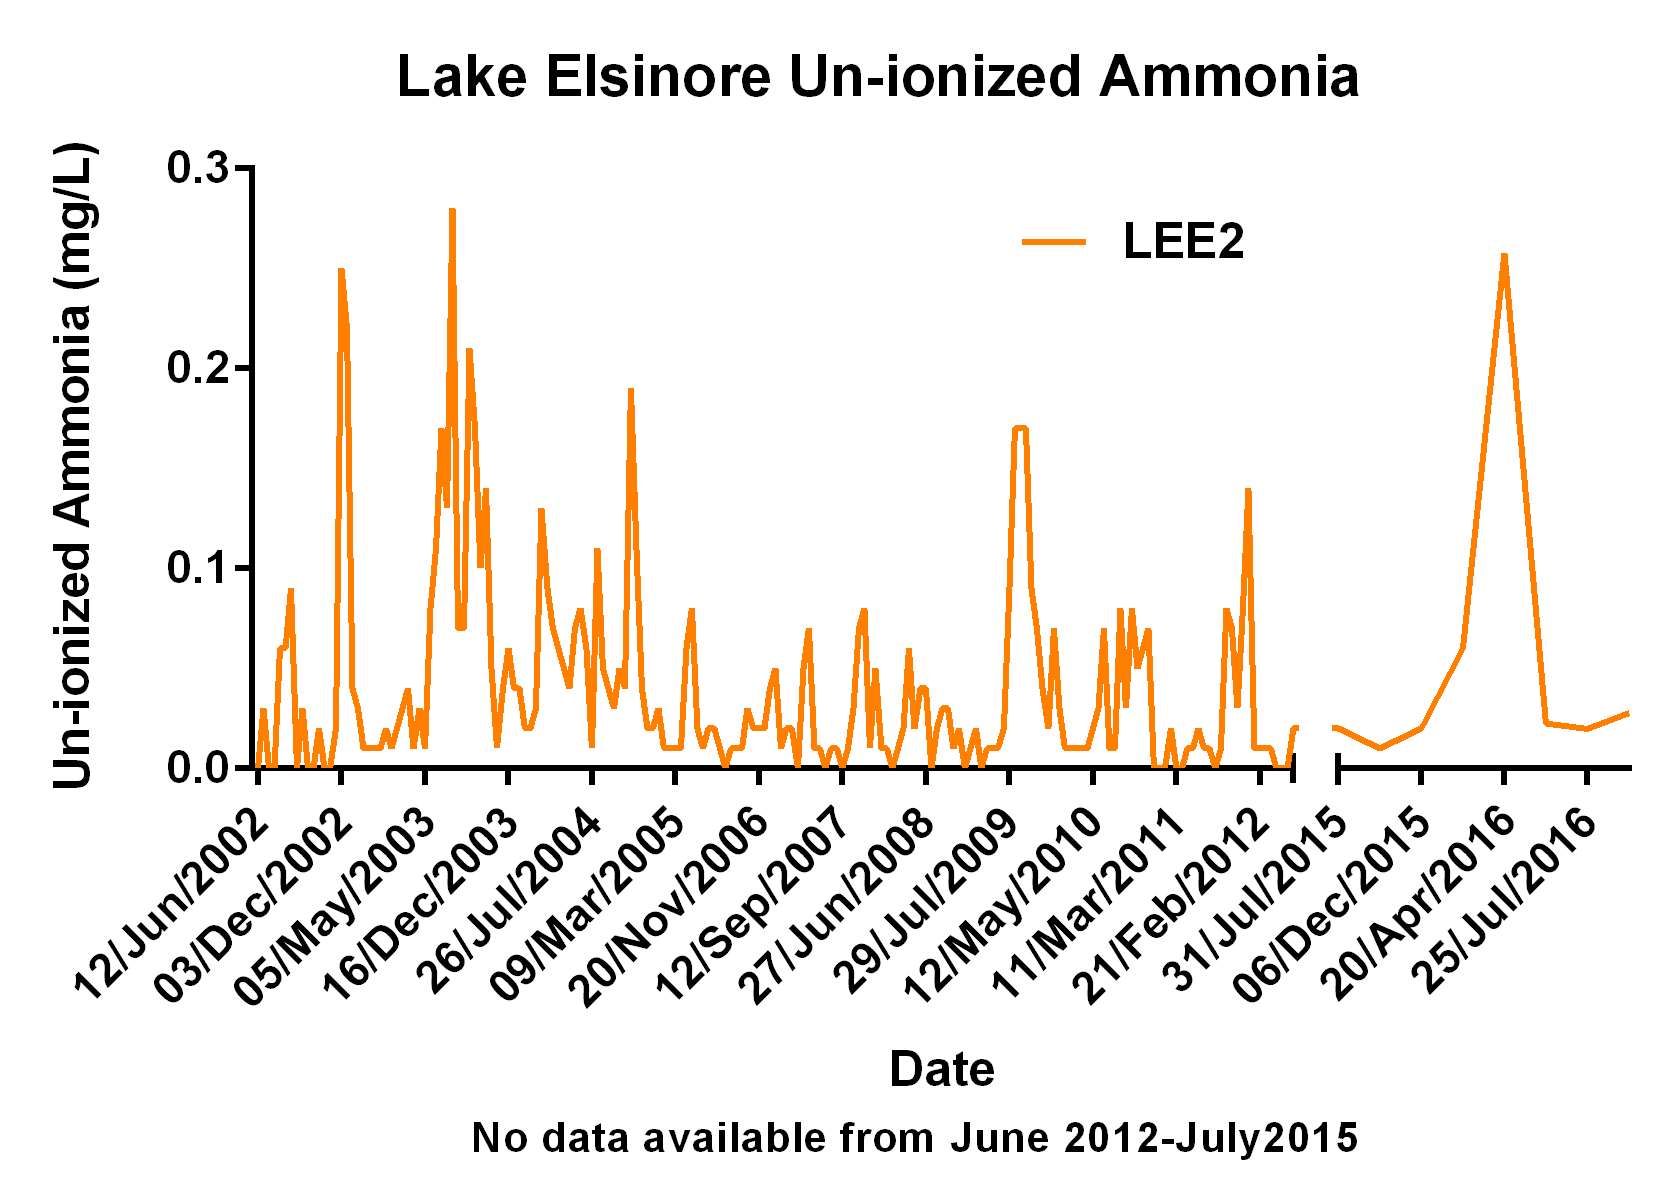 Lake Elsinore Un-ionized Ammonia
Un-ionized Ammonia (mg/L)
0.3
0.2
0.1
0.0
LEE2
12/Jun/2002
03/Dec/2002
05/May/2003
16/Dec/2003
26/Jul/2004
09/Mar/2005
20/Nov/2006
12/Sep/2007
27/Jun/2008
29/Jul/2009
12/May/2010
11/Mar/2011
21/Feb/2012
31/Jul/2015
06/Dec/2015
20/Apr/2016
25/Jul/2016
Date
No data available from June 2012-July2015